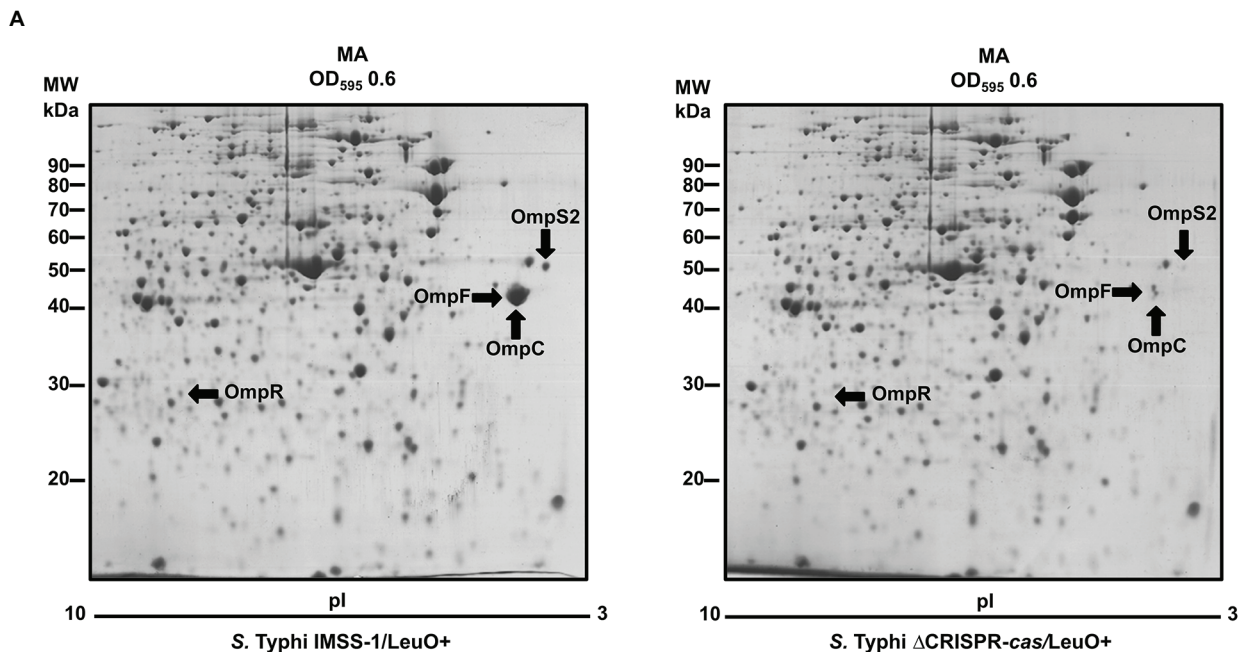 A
MA
OD595 0.6
MW
kDa
90
80
70
60
50
40
30
20
OmpS2
OmpF
OmpC
OmpR
pI
10
3
S. Typhi IMSS-1/LeuO+
MA
OD595 0.6
MW
kDa
90
80
70
60
50
40
30
20
OmpS2
OmpF
OmpC
OmpR
pI
10
3
S. Typhi ΔCRISPR-cas/LeuO+